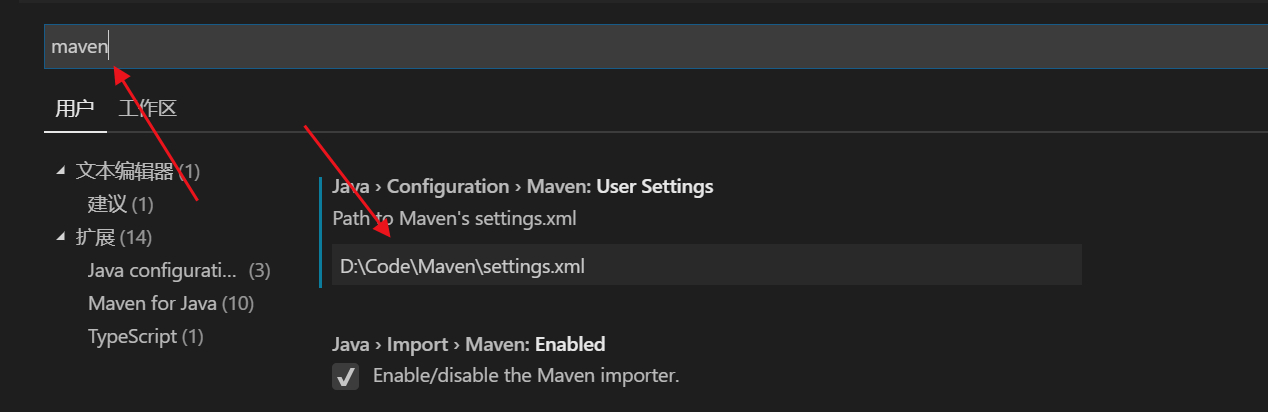 maven
用户 工作区
文本编辑器 (1)
建议 (1)
扩展 (14)
Java configurati... (3)
Maven for Java (10)
TypeScript (1)
Java › Configuration › Maven: User Settings
Path to Maven's settings.xml
D:\Code\Maven\settings.xml
Java › Import › Maven: Enabled
Enable/disable the Maven importer.